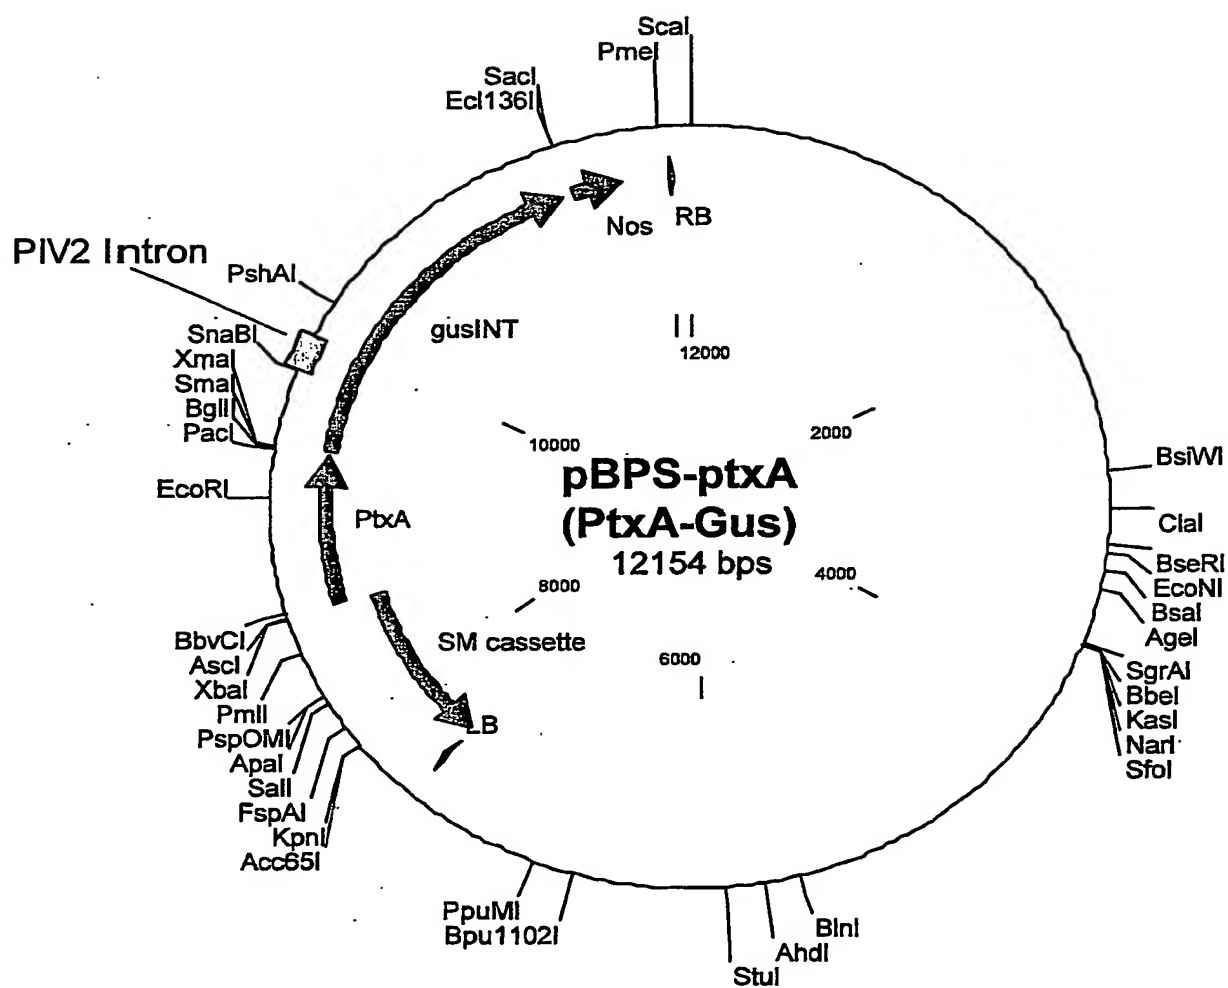 ScaI
PmeI
SacI
Ecl136I
Nos
RB
PIV2 Intron
PshAI
gusINT
12000
SnaBI
XmaI
SmaI
BglI
PacI
10000
2000
BsiWI
pBPS-ptxA
EcoRI
PtxA
(PtxA-Gus)
ClaI
12154 bps
BseRI
8000
4000
EcoNI
BsaI
AgeI
BbvCI
SM cassette
AscI
6000
SgrAI
XbaI
BbeI
PmlI
KasI
LB
PspOMI
NarI
ApaI
SfoI
SalI
FspAI
KpnI
Acc65I
PpuMI
Bpu1102I
BlnI
AhdI
StuI